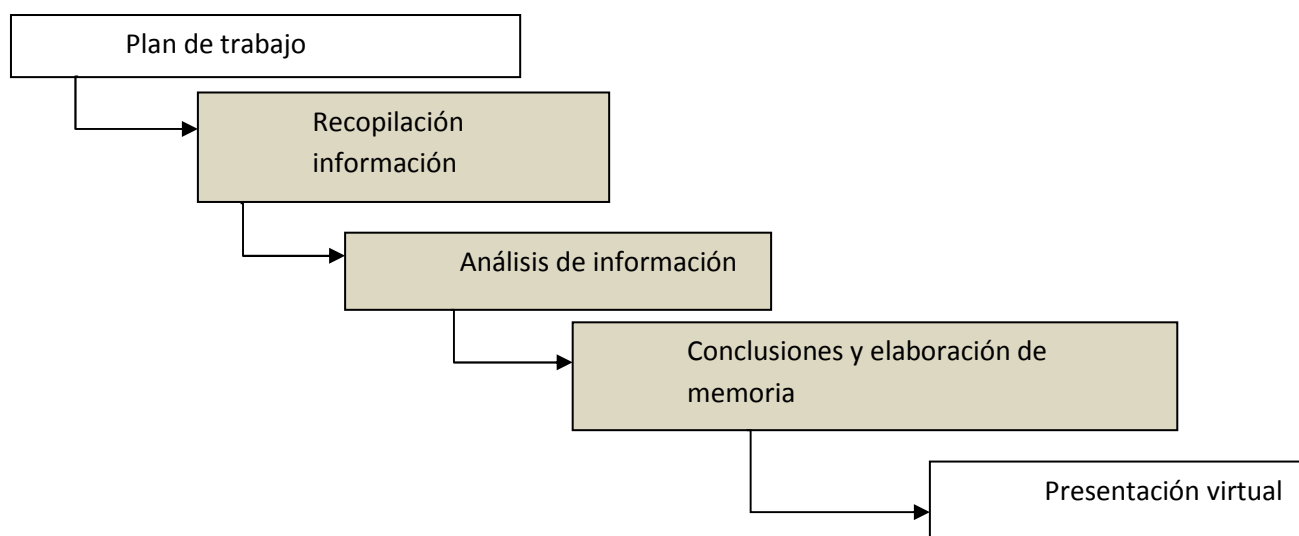 Plan de trabajo
Recopilación
información
Análisis de información
Conclusiones y elaboración de
memoria
Presentación virtual